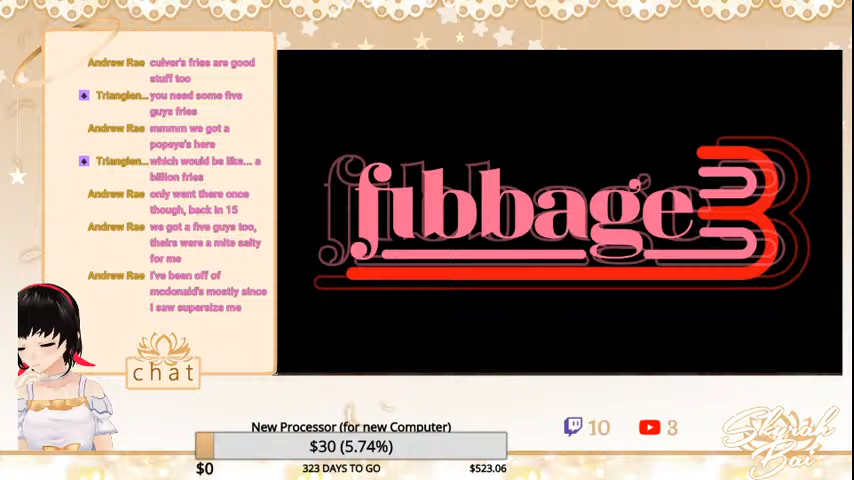 Andrew Rae culver's fries are good
stuff too
Trianglen... you need some five
guys fries
Andrew Rae mmmm we got a
popeye's here
Trianglen... which would be like... a
billion fries
Andrew Rae only went there once
though, back in 15
Andrew Rae we got a five guys too,
theirs were a mite salty
for me
Andrew Rae I've been off of
mcdonald's mostly since
I saw supersize me
chat
fibbage 3
New Processor (for new Computer)
$30 (5.74%)
$0
323 DAYS TO GO
$523.06
10
3
Skyrah
Bai